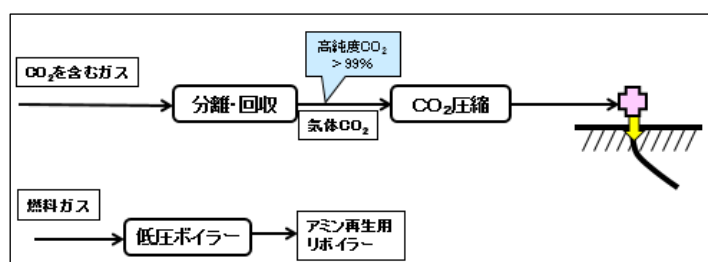 高純度CO₂
＞99%
CO₂を含むガス
分離・回収
気体CO₂
CO₂圧縮
燃料ガス
低圧ボイラー
アミン再生用
リボイラー